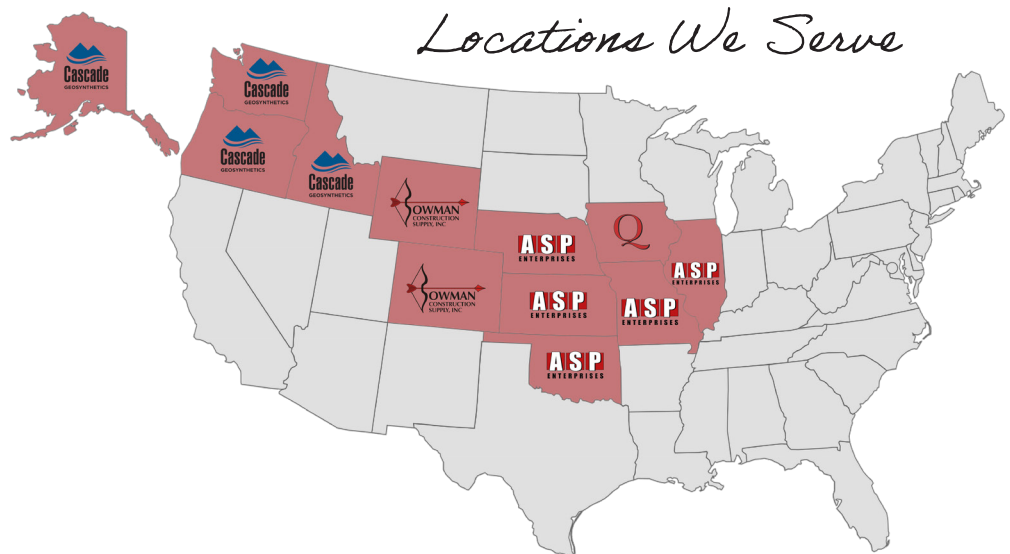 Locations We Serve
Cascade
GEOSYNTHETICS
Cascade
GEOSYNTHETICS
Cascade
GEOSYNTHETICS
Cascade
GEOSYNTHETICS
BOWMAN
CONSTRUCTION
SUPPLY, INC
BOWMAN
CONSTRUCTION
SUPPLY, INC
ASP
ENTERPRISES
Q
ASP
ENTERPRISES
ASP
ENTERPRISES
ASP
ENTERPRISES
ASP
ENTERPRISES